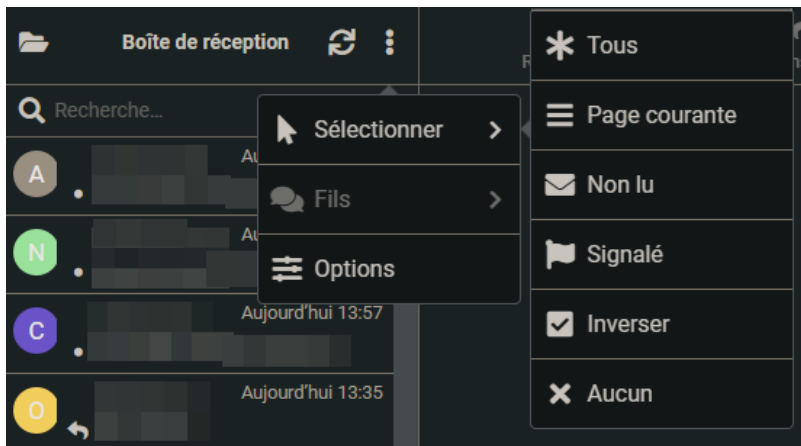 Boîte de réception
Recherche...
Sélectionner
Fils
Options
Tous
Page courante
Non lu
Signalé
Inverser
Aucun
A
N
C
Aujourd'hui 13:57
O
Aujourd'hui 13:35